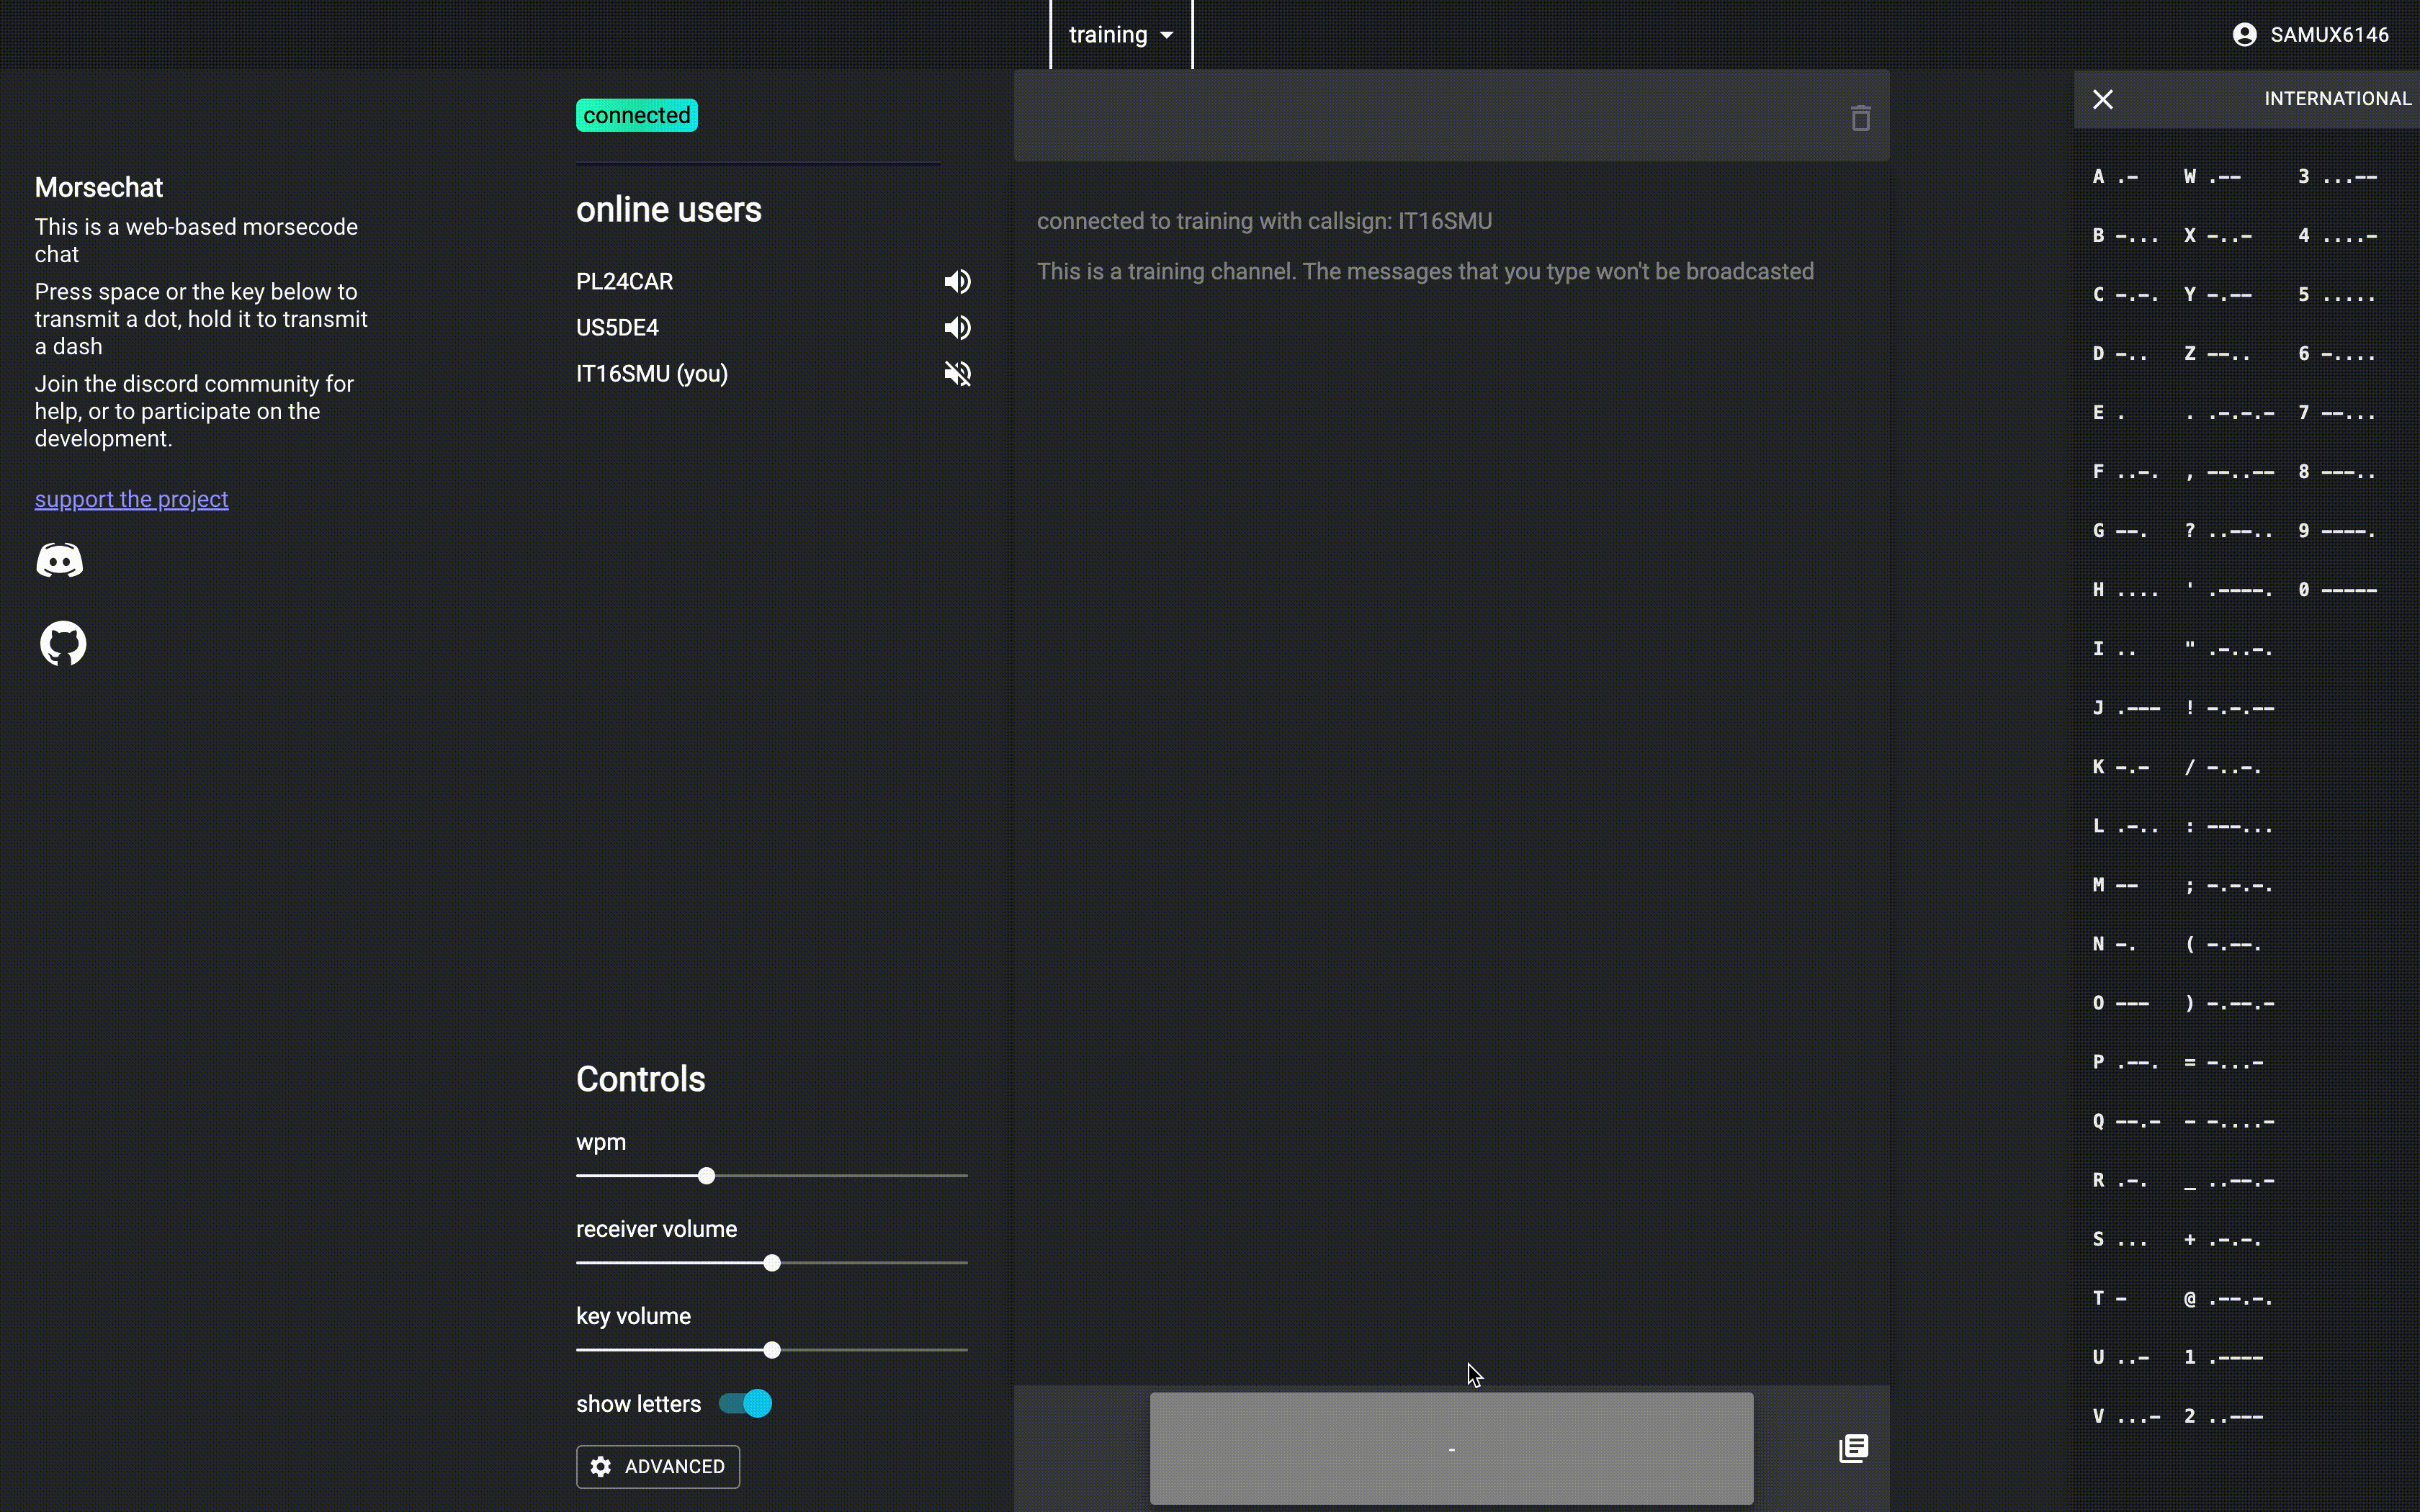 training
SAMUX6146
Morsechat
This is a web-based morsecode
chat
Press space or the key below to
transmit a dot, hold it to transmit
a dash
Join the discord community for
help, or to participate on the
development.
support the project
connected
online users
PL24CAR
US5DE4
IT16SMU (you)
Controls
wpm
receiver volume
key volume
show letters
ADVANCED
connected to training with callsign: IT16SMU
This is a training channel. The messages that you type won't be broadcasted
-
INTERNATIONAL
A .- W .-- 3 ...--
B -... X -..- 4 ....-
C -.-. Y -.-- 5 .....
D -.. Z --.. 6 -....
E . . .-.-.- 7 --...
F ..-. , --..-- 8 ---..
G --. ? ..--.. 9 ----.
H .... ' .----. 0 -----
I .. " .-..-.
J .--- ! -.-.--
K -.- / -..-.
L .-.. : ---...
M -- ; -.-.-.
N -. ( -.--.
O --- ) -.--.-
P .--. = -...-
Q --.- - -....-
R .-. _ ..--.-
S ... + .-.-.
T - @ .--.-.
U ..- 1 .----
V ...- 2 ..---